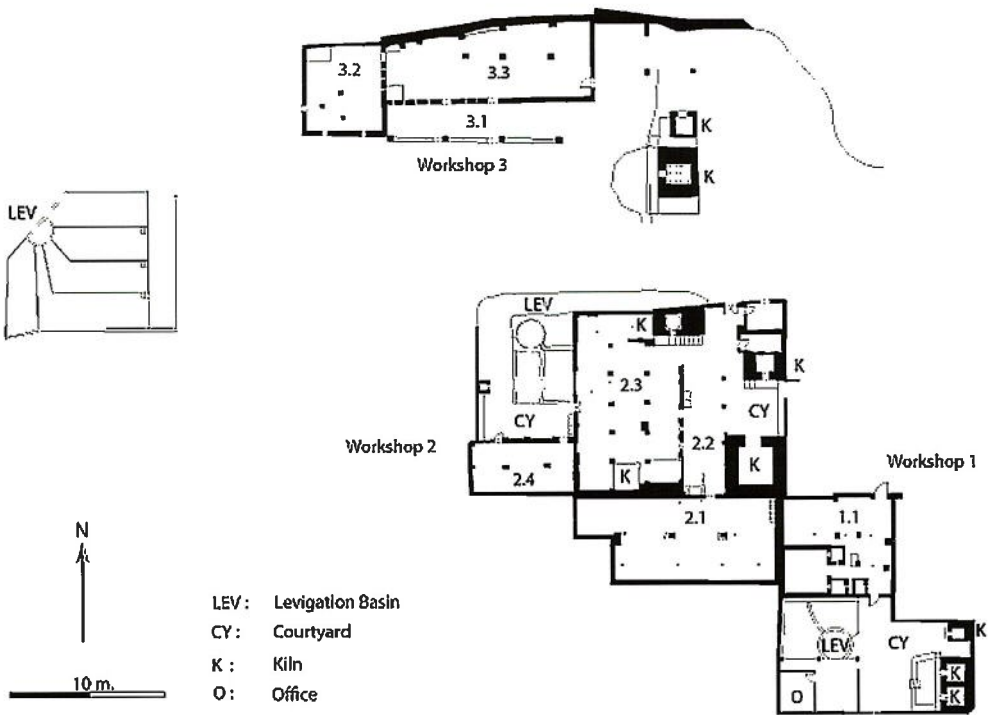 3.2
3.3
3.1
K
Workshop 3
K
LEV
LEV
K
K
2.3
CY
CY
Workshop 2
2.2
K
Workshop 1
2.4
K
2.1
1.1
N
LEV : Levigation Basin
CY : Courtyard
K : Kiln
O : Office
10 m.
K
LEV
CY
K
O
K